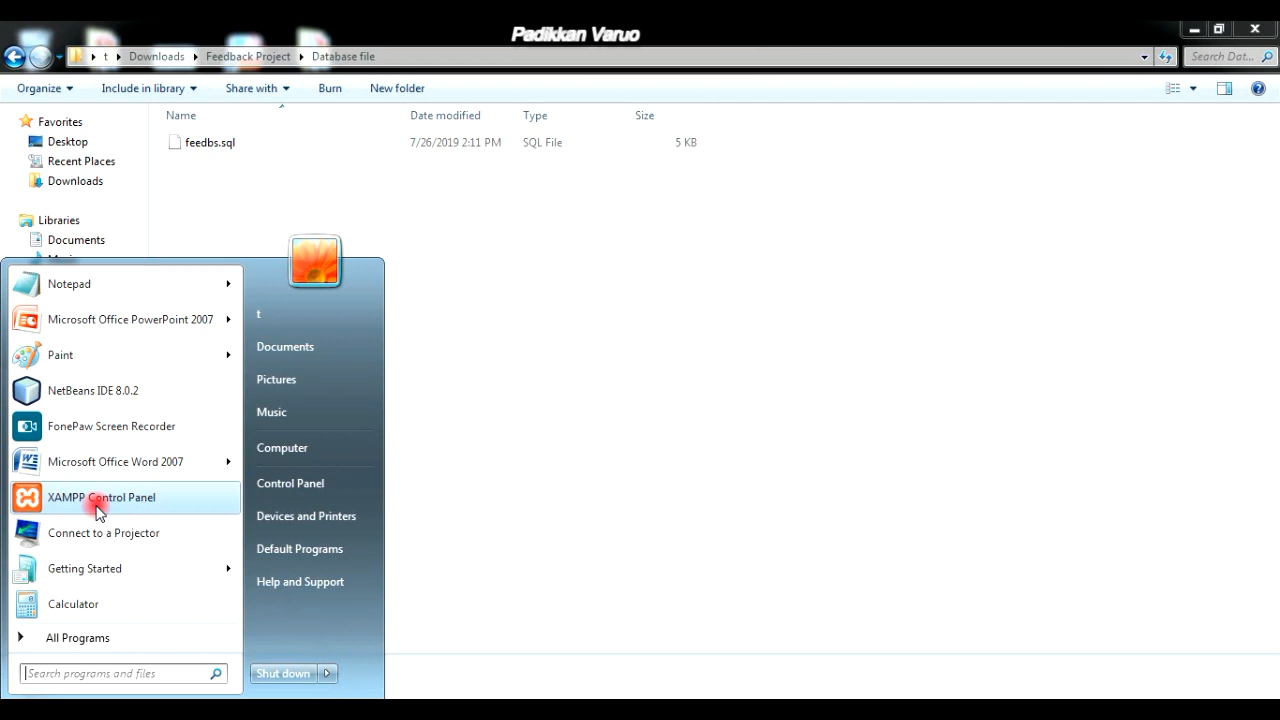 Padikkan Varuo
t Downloads Feedback Project Database file Search Dat...
Organize Include in library Share with Burn New folder
Name Date modified Type Size
feedbs.sql 7/26/2019 2:11 PM SQL File 5 KB
Favorites
Desktop
Recent Places
Downloads
Libraries
Documents
Notepad
Microsoft Office PowerPoint 2007
Paint
NetBeans IDE 8.0.2
FonePaw Screen Recorder
Microsoft Office Word 2007
XAMPP Control Panel
Connect to a Projector
Getting Started
Calculator
All Programs
Search programs and files
t
Documents
Pictures
Music
Computer
Control Panel
Devices and Printers
Default Programs
Help and Support
Shut down